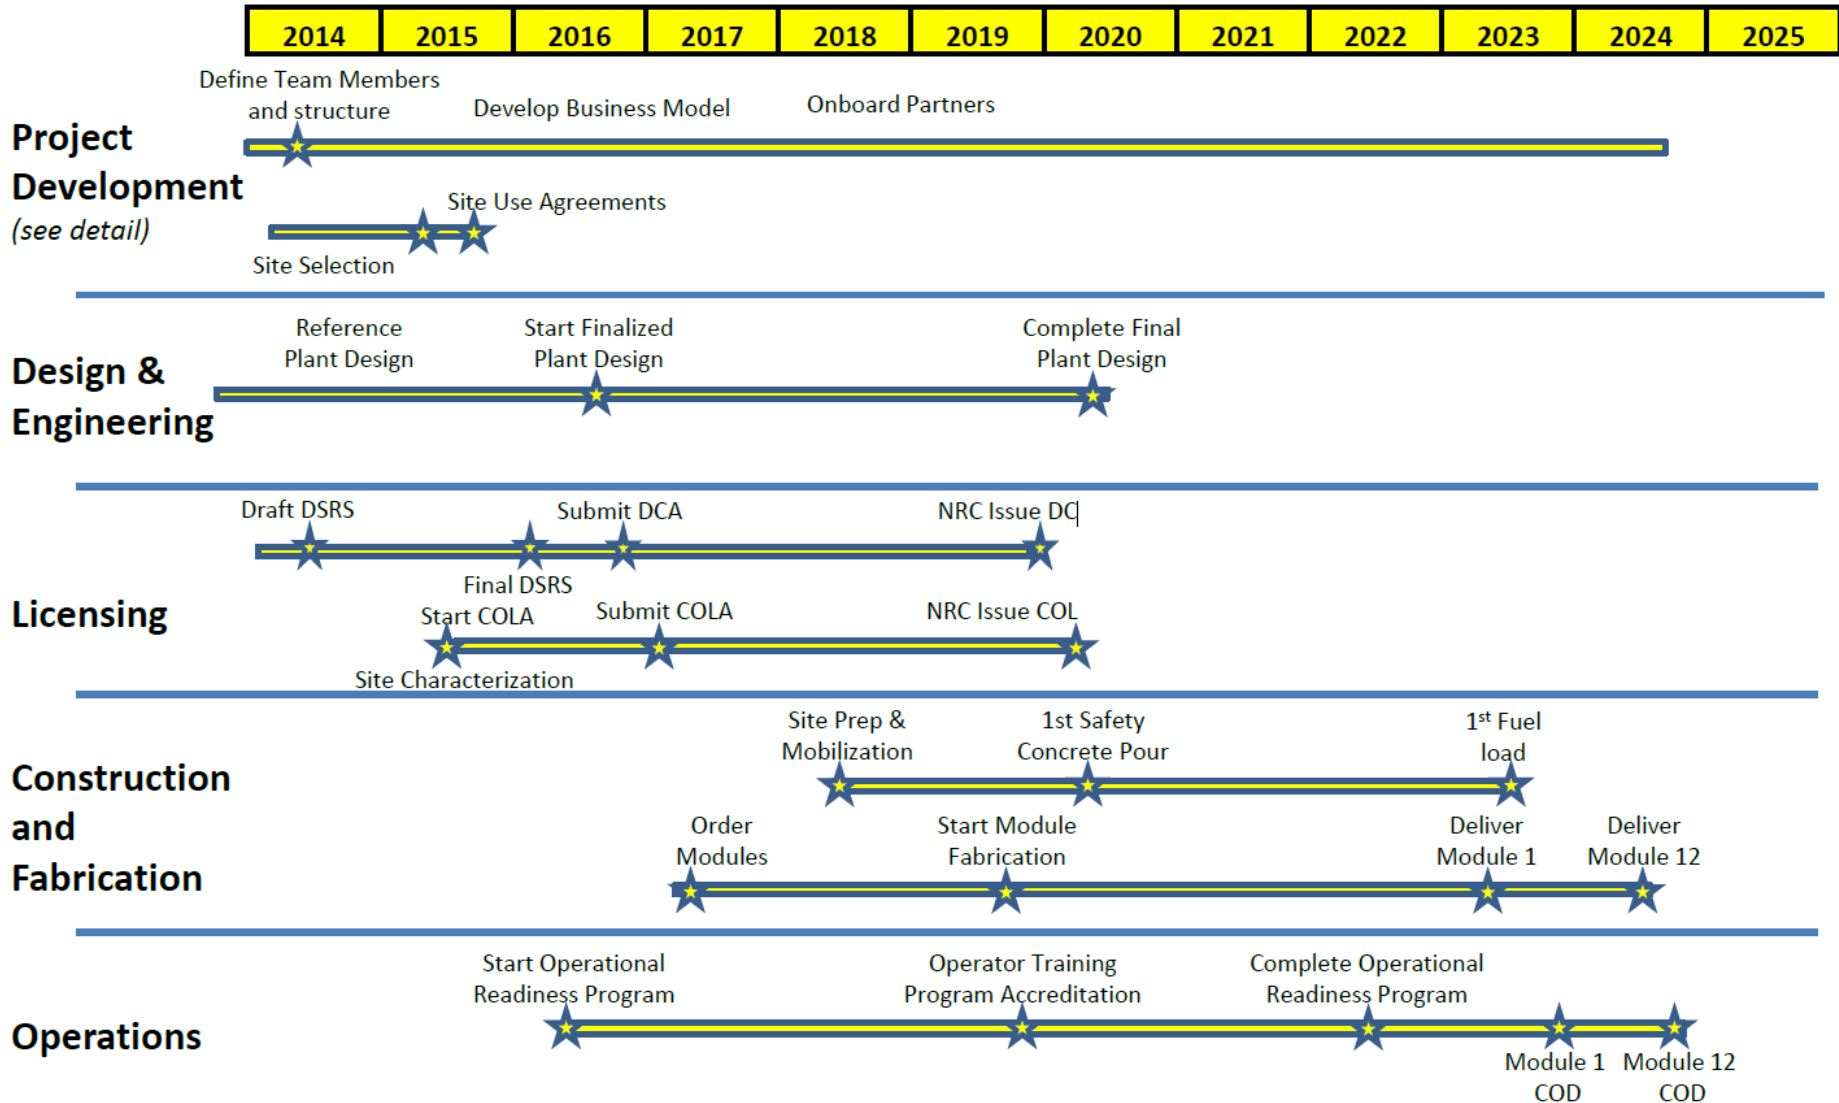 2014 2015 2016 2017 2018 2019 2020 2021 2022 2023 2024 2025
Define Team Members
and structure
Develop Business Model
Onboard Partners
Project
Development
(see detail)
Site Use Agreements
Site Selection
Reference
Plant Design
Start Finalized
Plant Design
Complete Final
Plant Design
Design &
Engineering
Draft DSRS
Submit DCA
NRC Issue DC
Final DSRS
Licensing
Start COLA
Submit COLA
NRC Issue COL
Site Characterization
Site Prep &
Mobilization
1st Safety
Concrete Pour
1st Fuel
load
Construction
and
Fabrication
Order
Modules
Start Module
Fabrication
Deliver
Module 1
Deliver
Module 12
Start Operational
Readiness Program
Operator Training
Program Accreditation
Complete Operational
Readiness Program
Operations
Module 1
COD
Module 12
COD